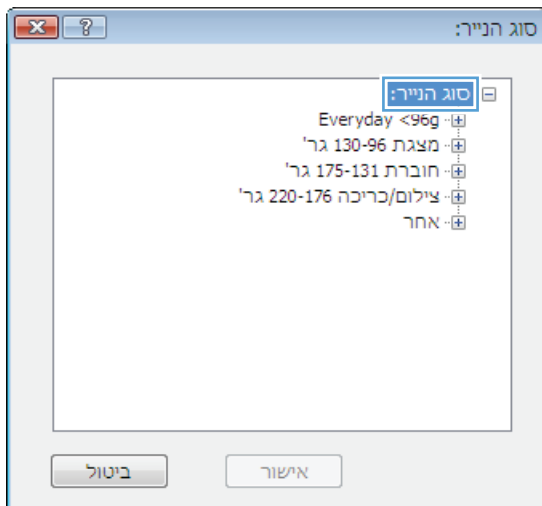 סוג הנייר:
סוג הנייר:
Everyday <96g
מצגת 130-96 גר'
חוברת 175-131 גר'
צילום/כריכה 220-176 גר'
אחר
אישור
ביטול